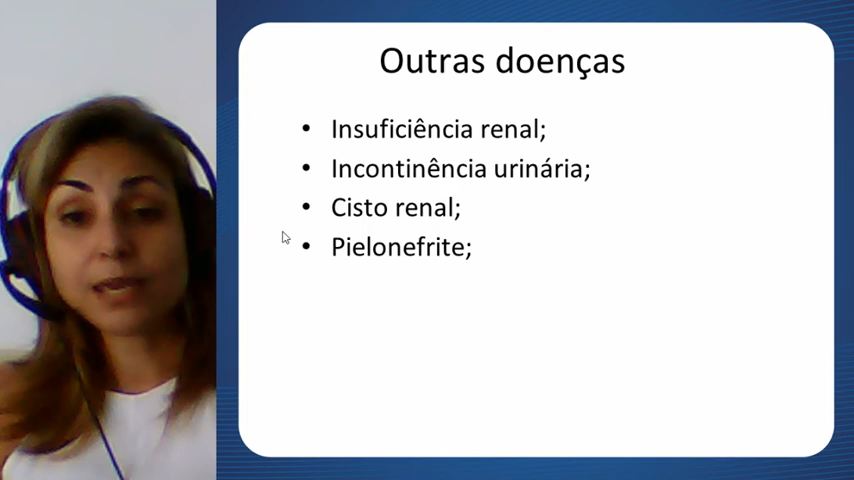 Outras doenças
• Insuficiência renal;
• Incontinência urinária;
• Cisto renal;
• Pielonefrite;